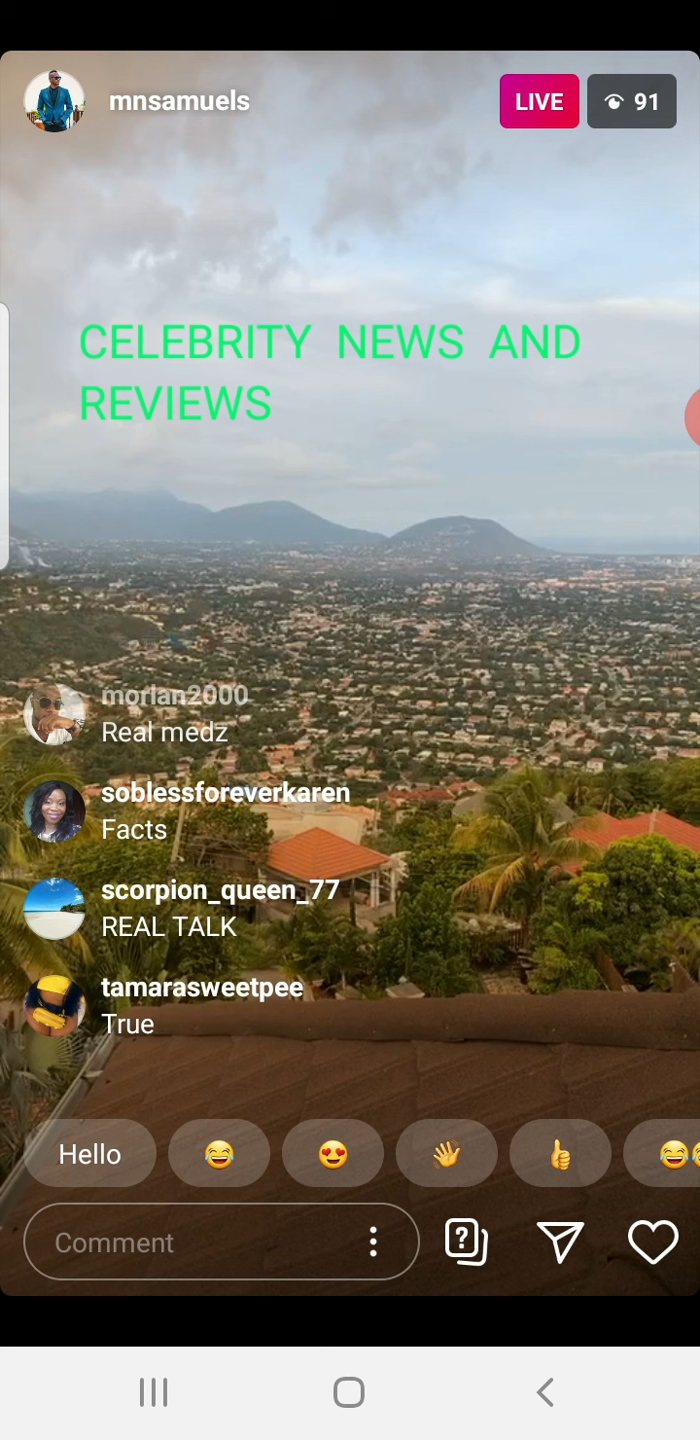 mnsamuels
LIVE
91
CELEBRITY NEWS AND
REVIEWS
morlan2000
Real medz
soblessforeverkaren
Facts
scorpion_queen_77
REAL TALK
tamarasweetpee
True
Hello
Comment